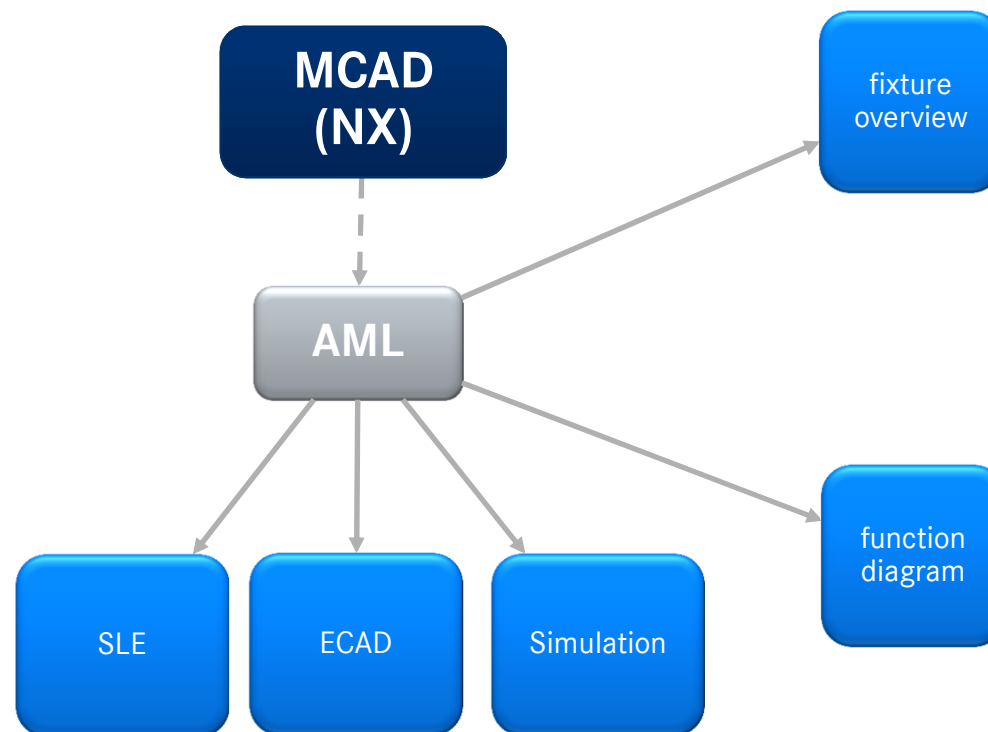 MCAD
(NX)
fixture
overview
AML
function
diagram
SLE
ECAD
Simulation